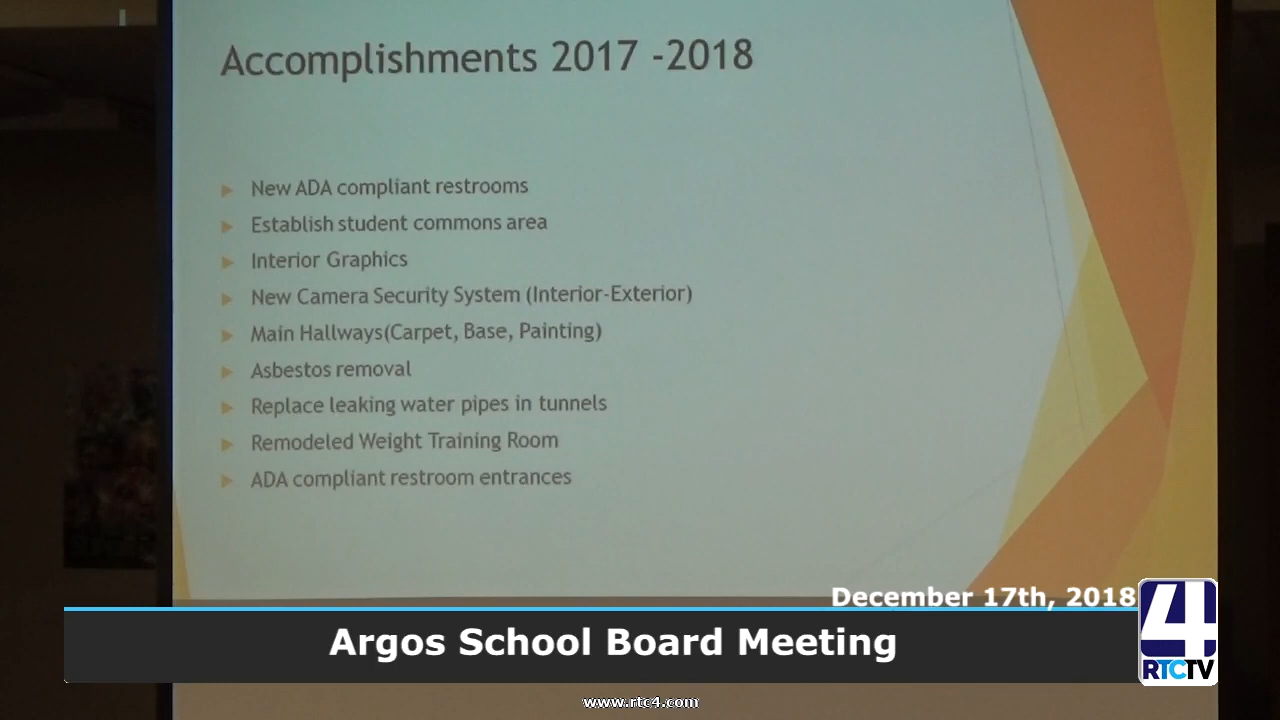 Accomplishments 2017 -2018
New ADA compliant restrooms
Establish student commons area
Interior Graphics
New Camera Security System (Interior-Exterior)
Main Hallways(Carpet, Base, Painting)
Asbestos removal
Replace leaking water pipes in tunnels
Remodeled Weight Training Room
ADA compliant restroom entrances
December 17th, 2018
Argos School Board Meeting
4
RTCTV
www.rtc4.com